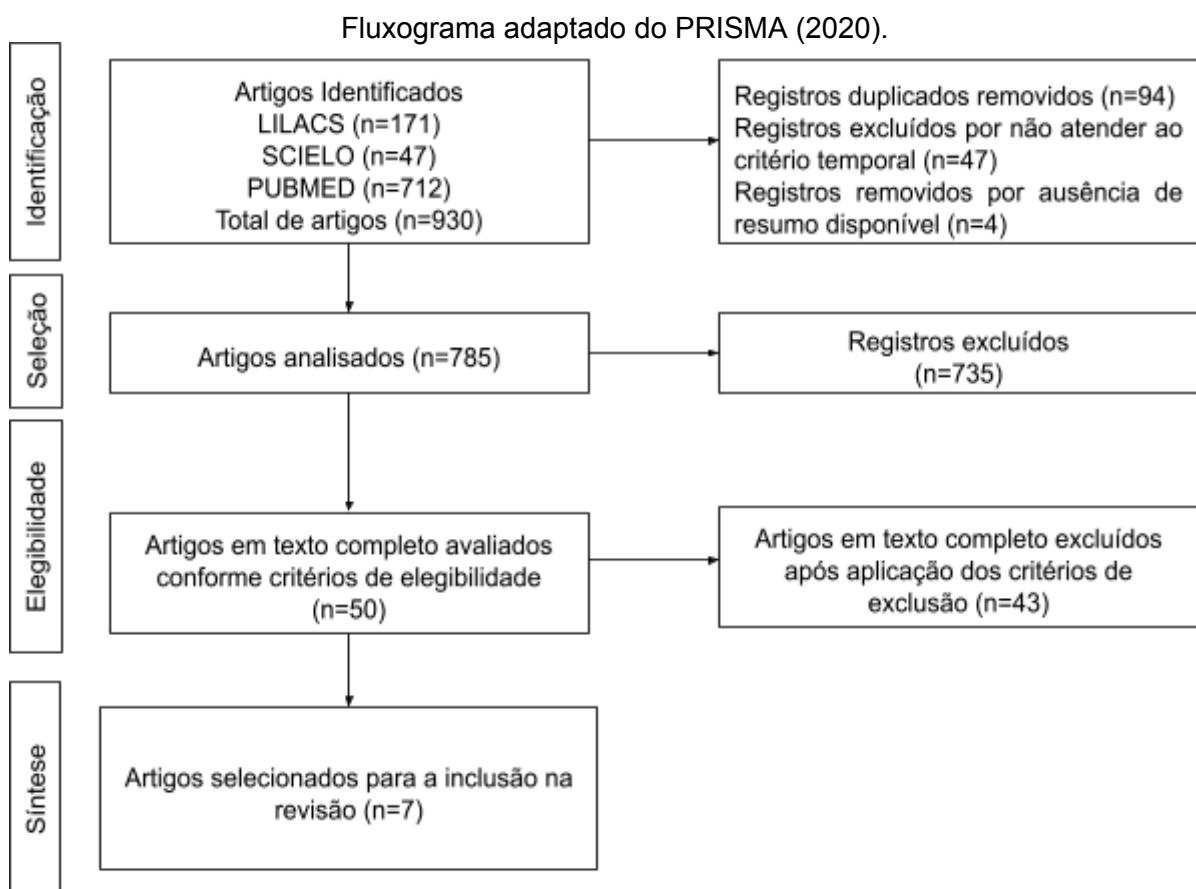 Fluxograma adaptado do PRISMA (2020).
Identificação
Artigos Identificados
LILACS (n=171)
SCIELO (n=47)
PUBMED (n=712)
Total de artigos (n=930)
Registros duplicados removidos (n=94)
Registros excluídos por não atender ao
critério temporal (n=47)
Registros removidos por ausência de
resumo disponível (n=4)
Seleção
Artigos analisados (n=785)
Registros excluídos
(n=735)
Elegibilidade
Artigos em texto completo avaliados
conforme critérios de elegibilidade
(n=50)
Artigos em texto completo excluídos
após aplicação dos critérios de
exclusão (n=43)
Síntese
Artigos selecionados para a inclusão na
revisão (n=7)